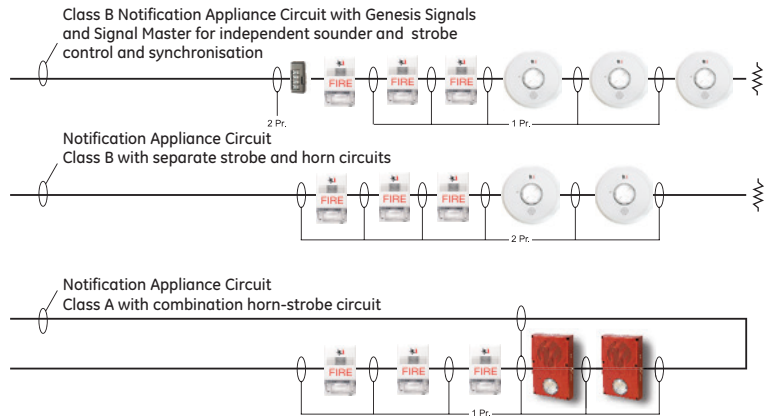 Class B Notification Appliance Circuit with Genesis Signals
and Signal Master for independent sounder and strobe
control and synchronisation
FIRE
FIRE
FIRE
2 Pr.
1 Pr.
Notification Appliance Circuit
Class B with separate strobe and horn circuits
FIRE
FIRE
FIRE
2 Pr.
Notification Appliance Circuit
Class A with combination horn-strobe circuit
FIRE
FIRE
FIRE
1 Pr.